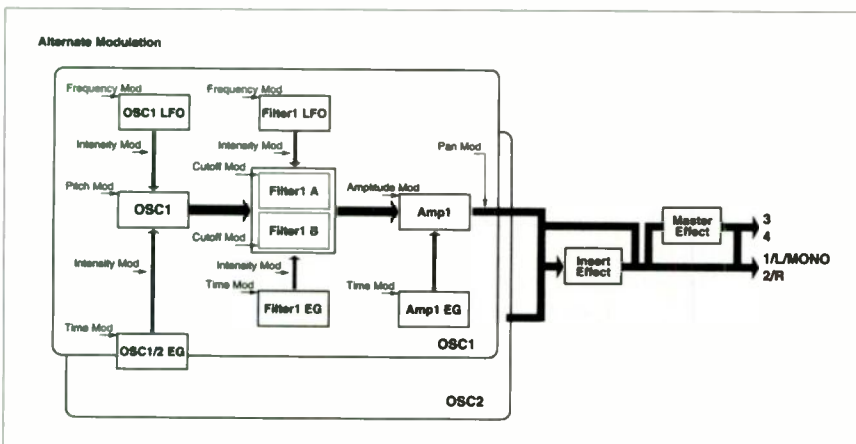 Alternate Modulation
Frequency Mod
OSC1 LFO
Intensity Mod
Pitch Mod
OSC1
Intensity Mod
Time Mod
OSC1/2 EG
Frequency Mod
Filter1 LFO
Intensity Mod
Cutoff Mod
Filter1 A
Filter1 B
Cutoff Mod
Intensity Mod
Time Mod
Filter1 EG
Amplitude Mod
Amp1
Time Mod
Amp1 EG
Pan Mod
OSC1
OSC2
Insert
Effect
Master
Effect
3
4
1/L/MONO
2/R